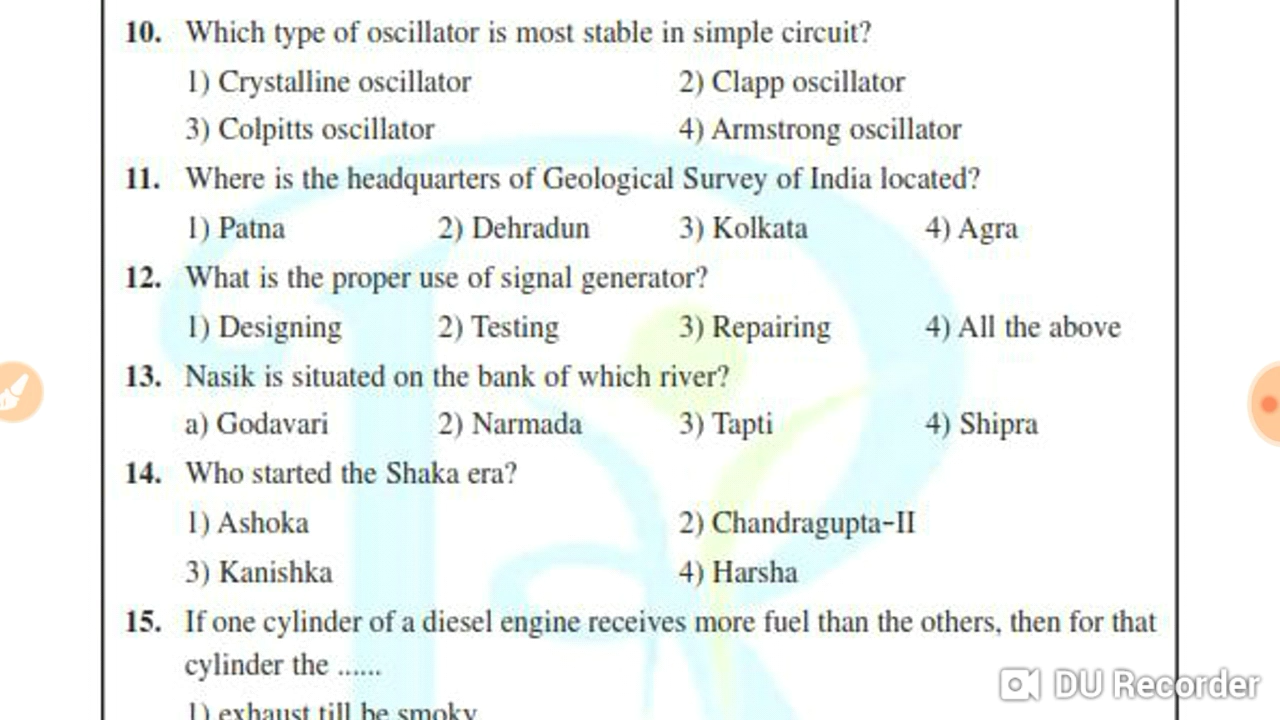 10. Which type of oscillator is most stable in simple circuit?
1) Crystalline oscillator 2) Clapp oscillator
3) Colpitts oscillator 4) Armstrong oscillator
11. Where is the headquarters of Geological Survey of India located?
1) Patna 2) Dehradun 3) Kolkata 4) Agra
12. What is the proper use of signal generator?
1) Designing 2) Testing 3) Repairing 4) All the above
13. Nasik is situated on the bank of which river?
a) Godavari 2) Narmada 3) Tapti 4) Shipra
14. Who started the Shaka era?
1) Ashoka 2) Chandragupta-II
3) Kanishka 4) Harsha
15. If one cylinder of a diesel engine receives more fuel than the others, then for that
cylinder the ......
1) exhaust till be smoky
DU Recorder